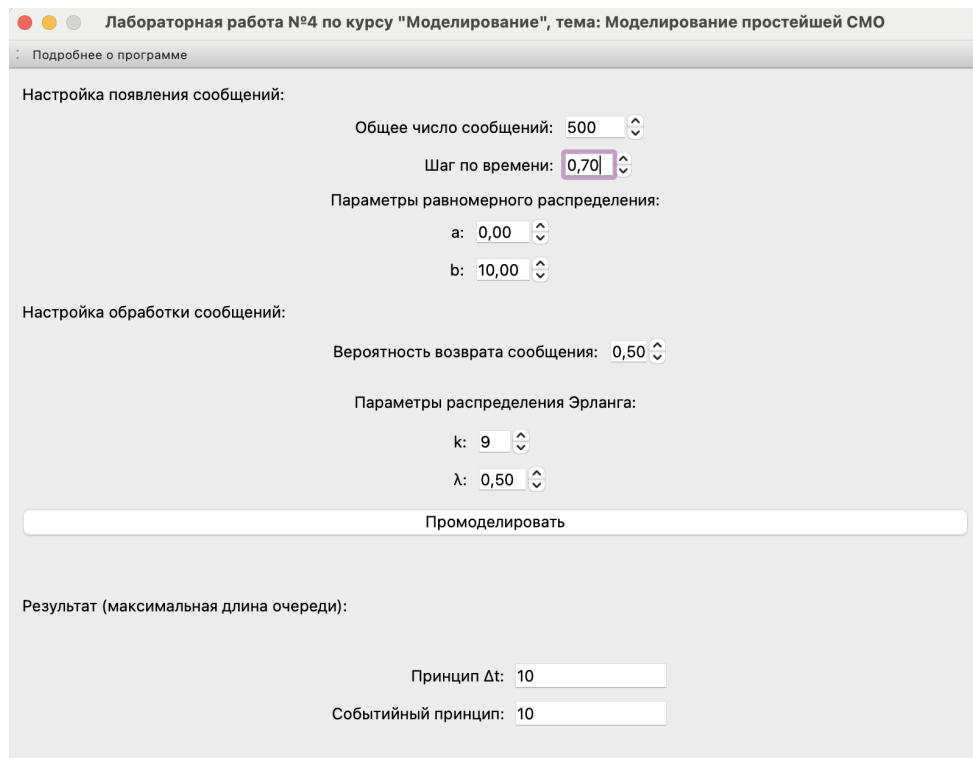 Лабораторная работа №4 по курсу "Моделирование", тема: Моделирование простейшей СМО
Подробнее о программе
Настройка появления сообщений:
Общее число сообщений: 500
Шаг по времени: 0,70
Параметры равномерного распределения:
a: 0,00
b: 10,00
Настройка обработки сообщений:
Вероятность возврата сообщения: 0,50
Параметры распределения Эрланга:
k: 9
λ: 0,50
Промоделировать
Результат (максимальная длина очереди):
Принцип Δt: 10
Событийный принцип: 10